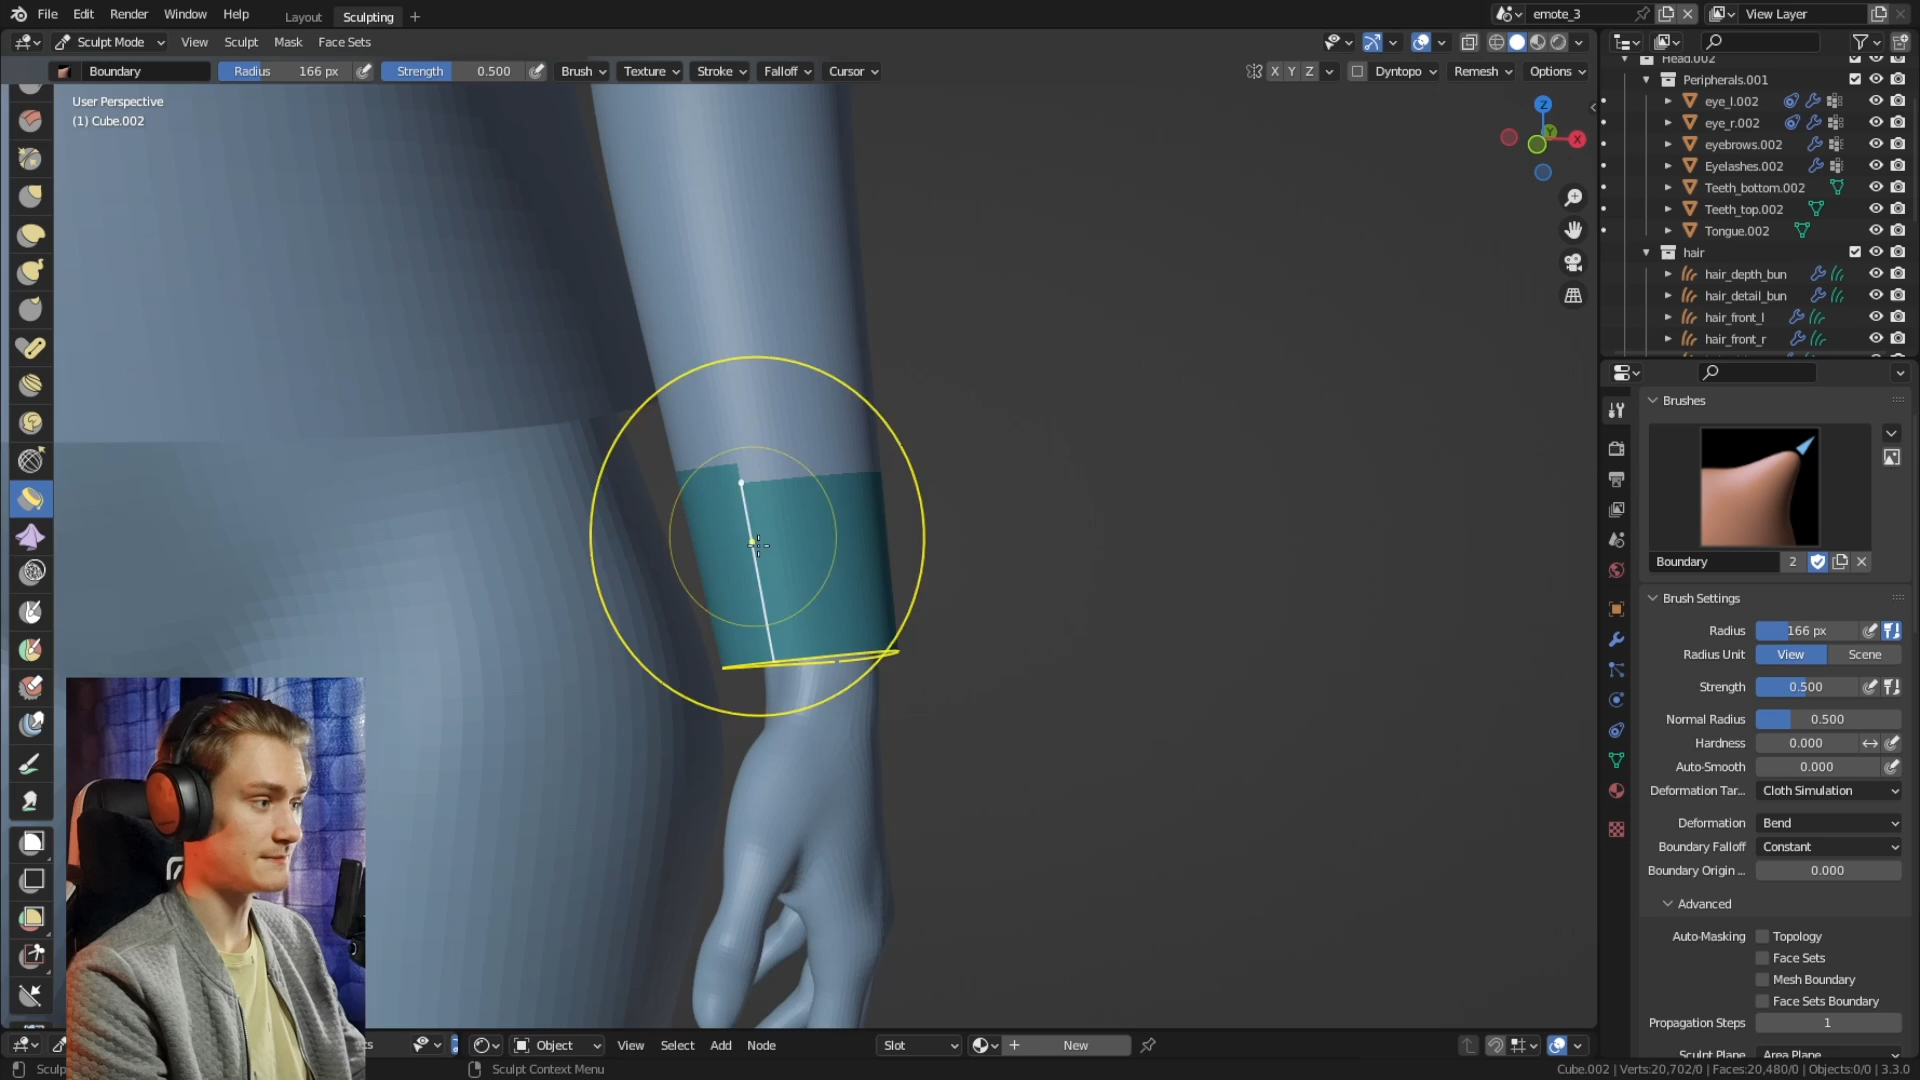 File Edit Render Window Help Layout Sculpting + emote_3 View Layer
Sculpt Mode View Sculpt Mask Face Sets
Boundary Radius 166 px Strength 0.500 Brush Texture Stroke Falloff Cursor X Y Z Dyntopo Remesh Options
User Perspective
(1) Cube.002
Z
Y
X
Head.002
Peripherals.001
eye_l.002
eye_r.002
eyebrows.002
Eyelashes.002
Teeth_bottom.002
Teeth_top.002
Tongue.002
hair
hair_depth_bun
hair_detail_bun
hair_front_l
hair_front_r
Brushes
Boundary 2
Brush Settings
Radius 166 px
Radius Unit View Scene
Strength 0.500
Normal Radius 0.500
Hardness 0.000
Auto-Smooth 0.000
Deformation Tar... Cloth Simulation
Deformation Bend
Boundary Falloff Constant
Boundary Origin ... 0.000
Advanced
Auto-Masking Topology
Face Sets
Mesh Boundary
Face Sets Boundary
Propagation Steps 1
Sculpt Plane Area Plane
Object View Select Add Node Slot New
Sculp Sculpt Context Menu Cube.002 | Verts:20,702/0 | Faces:20,480/0 | Objects:0/0 | 3.3.0